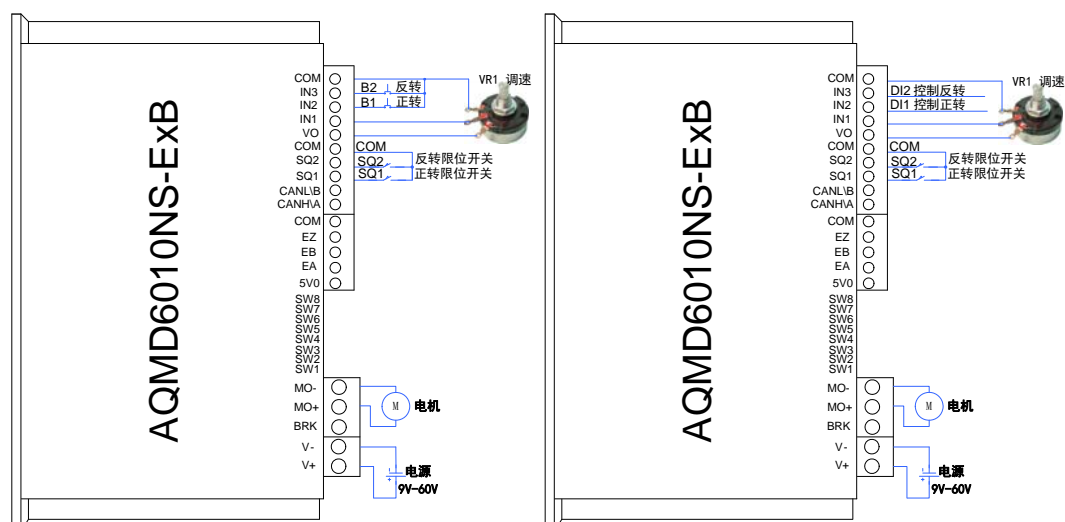 AQMD6010NS-ExB
COM
IN3
IN2
IN1
VO
COM
SQ2
SQ1
CANL\B
CANH\A
COM
EZ
EB
EA
5V0
SW8
SW7
SW6
SW5
SW4
SW3
SW2
SW1
MO-
MO+
BRK
V-
V+
B2 反转
B1 正转
VR1 调速
COM
SQ2 反转限位开关
SQ1 正转限位开关
M 电机
电源
9V-60V
AQMD6010NS-ExB
COM
IN3
IN2
IN1
VO
COM
SQ2
SQ1
CANL\B
CANH\A
COM
EZ
EB
EA
5V0
SW8
SW7
SW6
SW5
SW4
SW3
SW2
SW1
MO-
MO+
BRK
V-
V+
DI2 控制反转
DI1 控制正转
VR1 调速
COM
SQ2 反转限位开关
SQ1 正转限位开关
M 电机
电源
9V-60V